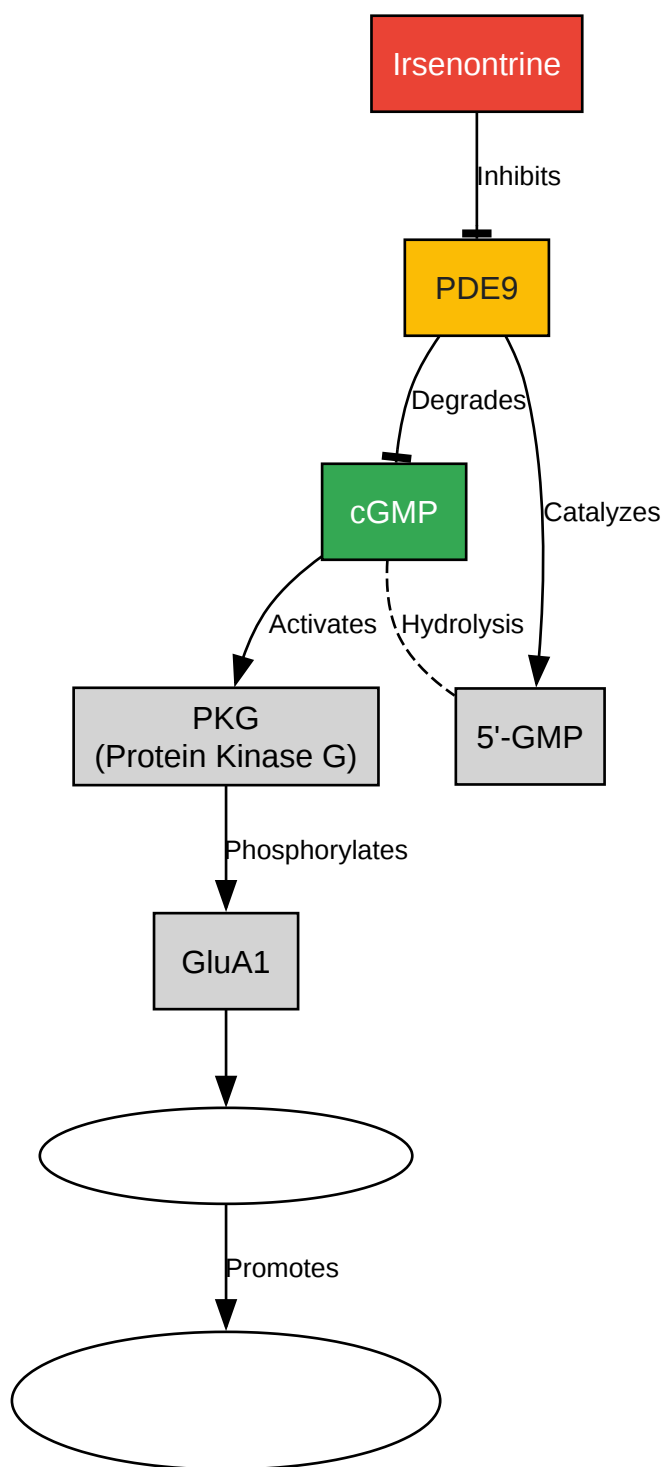 Irsenontrine
Inhibits
PDE9
Degrades
cGMP
Catalyzes
Activates
Hydrolysis
PKG
(Protein Kinase G)
5'-GMP
Phosphorylates
GluA1
Promotes